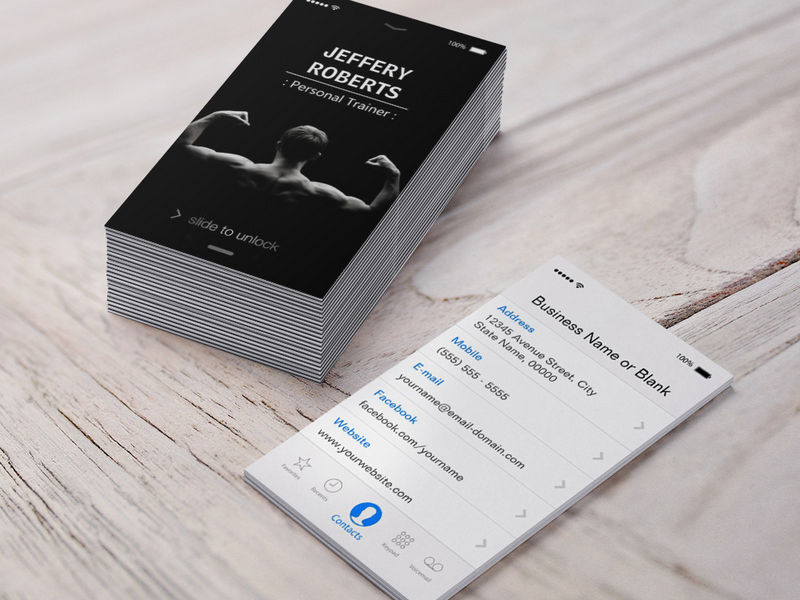 100%
JEFFERY
ROBERTS
: Personal Trainer :
slide to unlock
100%
Business Name or Blank
Address
12345 Avenue Street, City
State Name, 00000
Mobile
(555) 555 - 5555
E-mail
yourname@email-domain.com
Facebook
facebook.com/yourname
Website
www.yourwebsite.com
Favorites
Recents
Contacts
Keypad
Voicemail